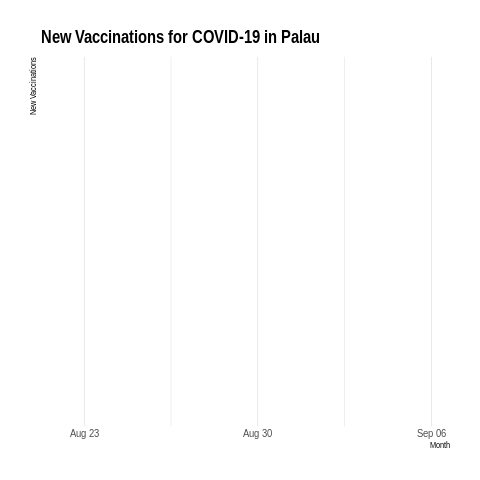 New Vaccinations for COVID-19 in Palau
New Vaccinations
Aug 23
Aug 30
Sep 06
Month